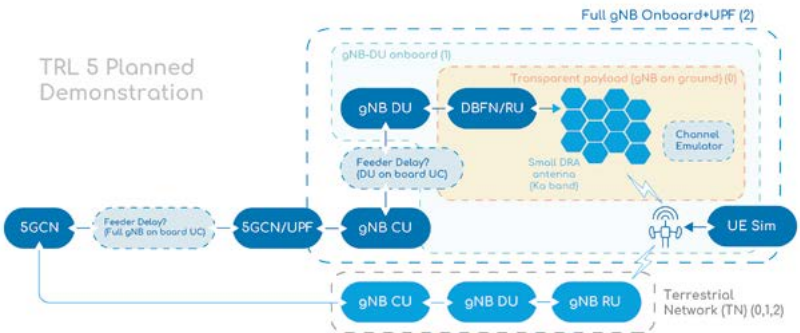 Full gNB Onboard+UPF (2)
gNB-DU onboard (1)
TRL 5 Planned
Demonstration
Transparent payload (gNB on ground) (0)
gNB DU
DBFN/RU
Channel
Emulator
Feeder Delay?
(DU on board UC)
Small DRA
antenna
(Ka band)
5GCN
Feeder Delay?
(Full gNB on board UC)
5GCN/UPF
gNB CU
UE Sim
gNB CU
gNB DU
gNB RU
Terrestrial
Network (TN) (0,1,2)